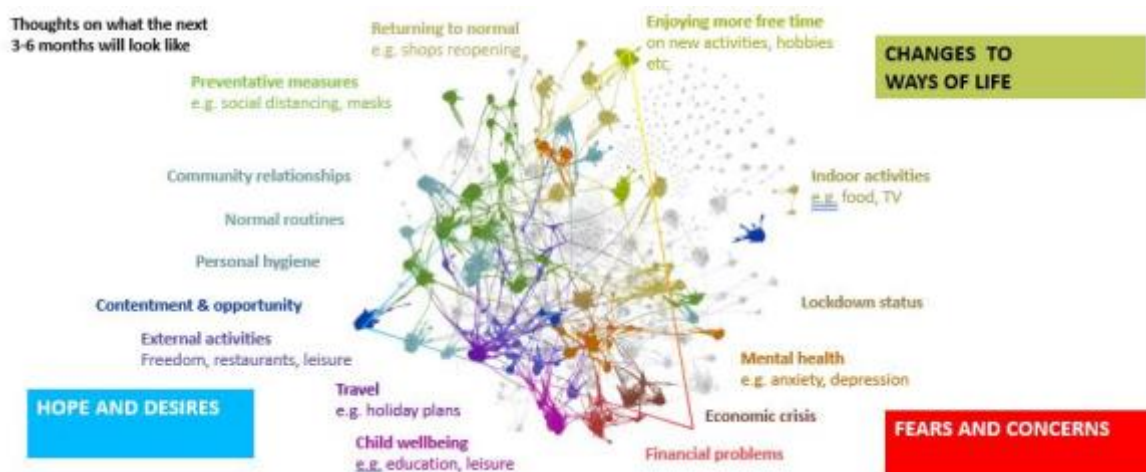 Thoughts on what the next
3-6 months will look like
Returning to normal
e.g. shops reopening
Enjoying more free time
on new activities, hobbies
etc.
CHANGES TO
WAYS OF LIFE
Preventative measures
e.g. social distancing, masks
Community relationships
Indoor activities
e.g. food, TV
Normal routines
Personal hygiene
Contentment & opportunity
Lockdown status
External activities
Freedom, restaurants, leisure
Mental health
e.g. anxiety, depression
HOPE AND DESIRES
Travel
e.g. holiday plans
Economic crisis
FEARS AND CONCERNS
Child wellbeing
e.g. education, leisure
Financial problems